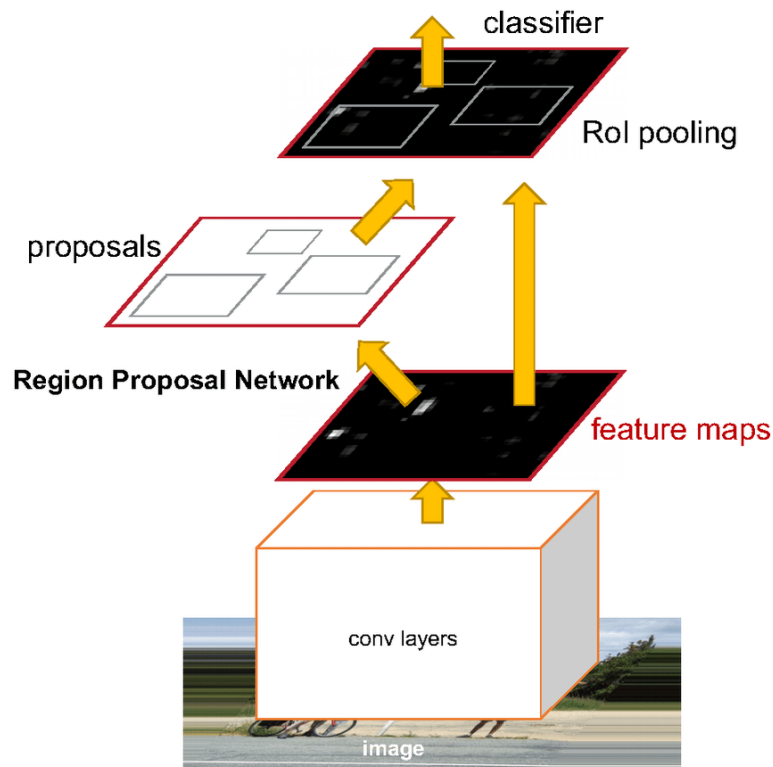 classifier
RoI pooling
proposals
Region Proposal Network
feature maps
conv layers
image